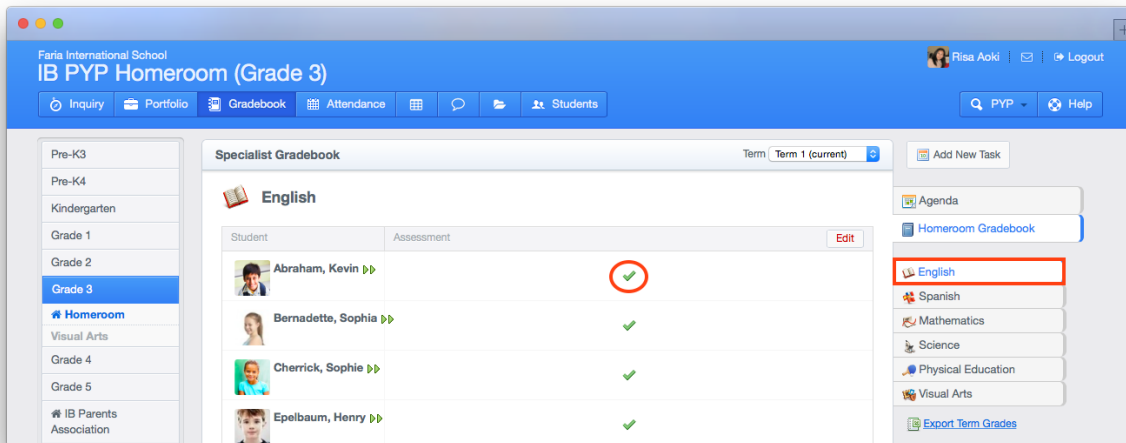 Faria International School
IB PYP Homeroom (Grade 3)
Risa Aoki
Logout
Inquiry
Portfolio
Gradebook
Attendance
Students
PYP
Help
Pre-K3
Pre-K4
Kindergarten
Grade 1
Grade 2
Grade 3
Homeroom
Visual Arts
Grade 4
Grade 5
IB Parents
Association
Specialist Gradebook
Term Term 1 (current)
English
Student Assessment Edit
Abraham, Kevin
Bernadette, Sophia
Cherrick, Sophie
Epelbaum, Henry
Add New Task
Agenda
Homeroom Gradebook
English
Spanish
Mathematics
Science
Physical Education
Visual Arts
Export Term Grades